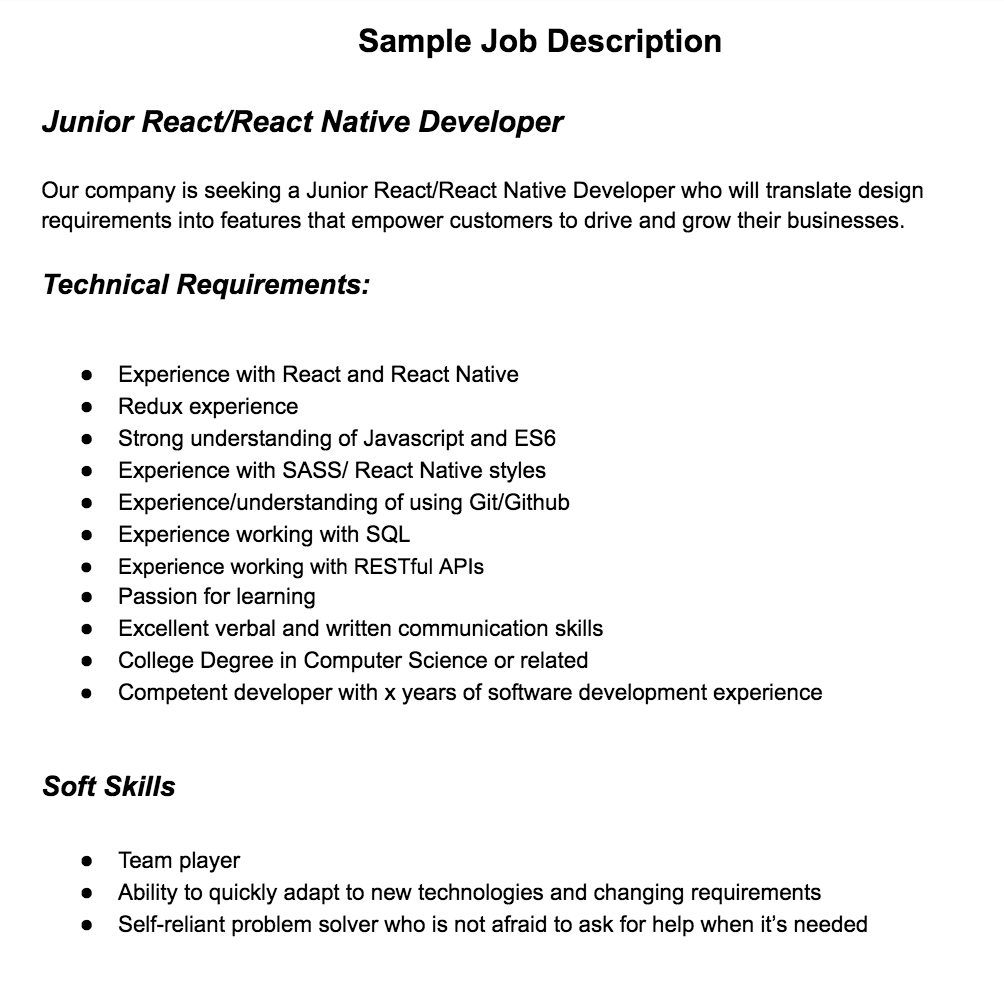 Sample Job Description
Junior React/React Native Developer
Our company is seeking a Junior React/React Native Developer who will translate design
requirements into features that empower customers to drive and grow their businesses.
Technical Requirements:
● Experience with React and React Native
● Redux experience
● Strong understanding of Javascript and ES6
● Experience with SASS/ React Native styles
● Experience/understanding of using Git/Github
● Experience working with SQL
● Experience working with RESTful APIs
● Passion for learning
● Excellent verbal and written communication skills
● College Degree in Computer Science or related
● Competent developer with x years of software development experience
Soft Skills
● Team player
● Ability to quickly adapt to new technologies and changing requirements
● Self-reliant problem solver who is not afraid to ask for help when it’s needed